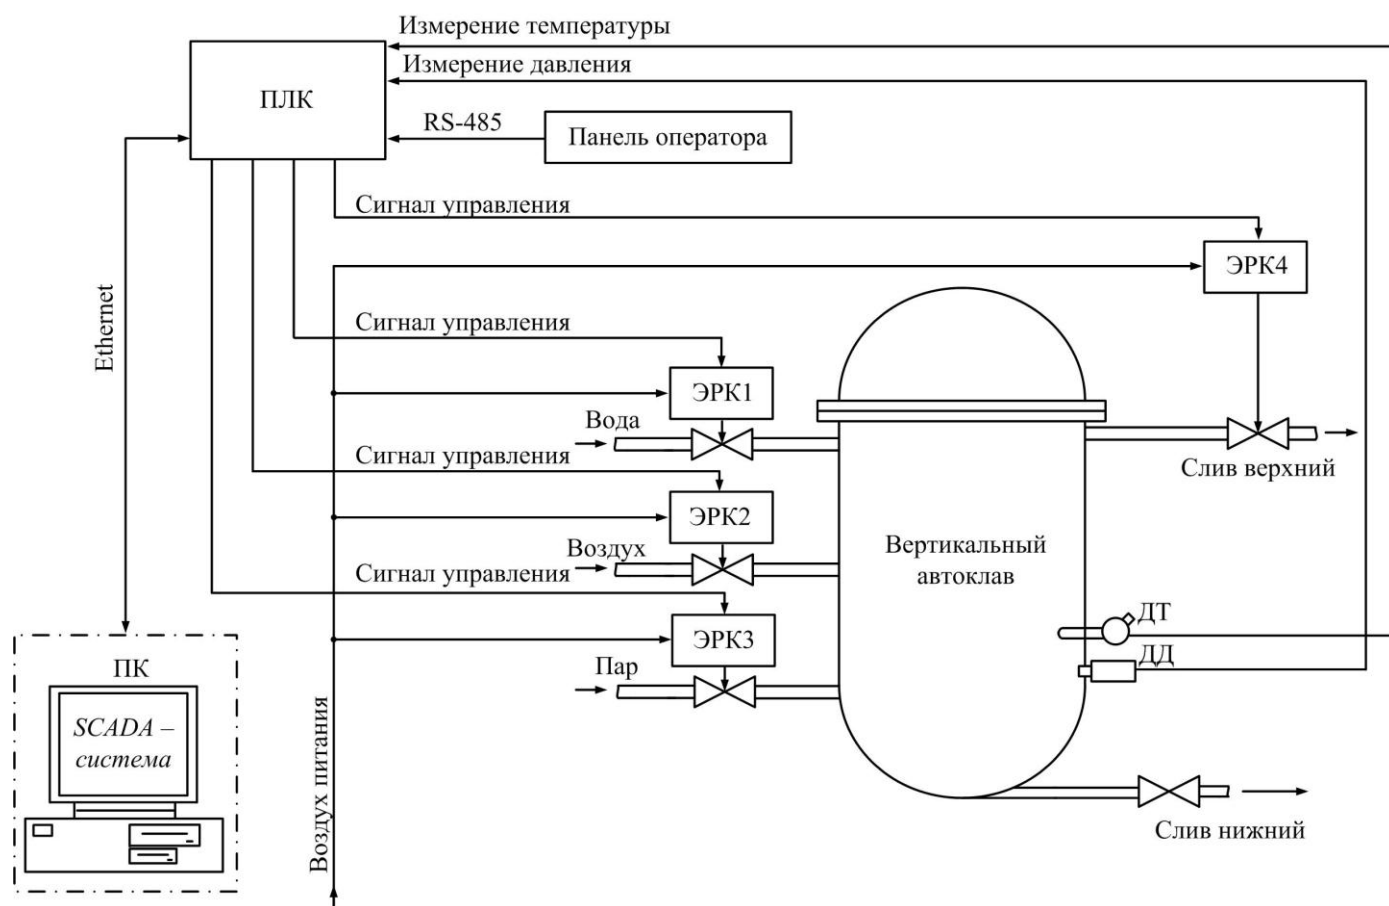 Измерение температуры
Измерение давления
ПЛК
RS-485
Панель оператора
Сигнал управления
ЭРК4
Ethernet
Сигнал управления
ЭРК1
Вода
Слив верхний
Сигнал управления
ЭРК2
Воздух
Вертикальный
автоклав
Сигнал управления
ДТ
ЭРК3
ДД
Пар
ПК
SCADA –
система
Воздух питания
Слив нижний